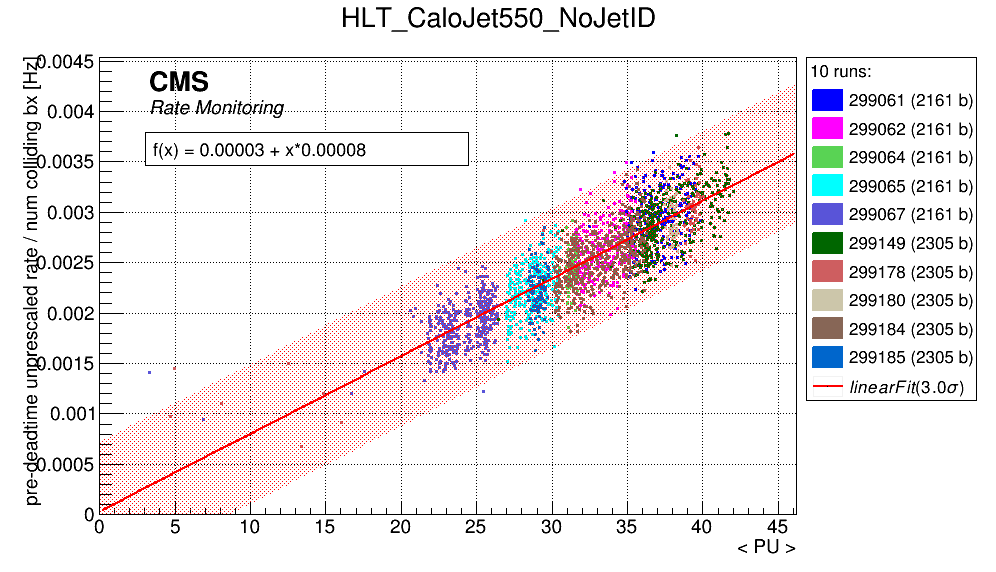 HLT_CaloJet550_NoJetID
pre-deadtime unprescaled rate / num colliding bx [Hz]
0.0045
0.004
0.0035
0.003
0.0025
0.002
0.0015
0.001
0.0005
0
CMS
Rate Monitoring
f(x) = 0.00003 + x*0.00008
0 5 10 15 20 25 30 35 40 45
< PU >
10 runs:
299061 (2161 b)
299062 (2161 b)
299064 (2161 b)
299065 (2161 b)
299067 (2161 b)
299149 (2305 b)
299178 (2305 b)
299180 (2305 b)
299184 (2305 b)
299185 (2305 b)
linearFit(3.0σ)